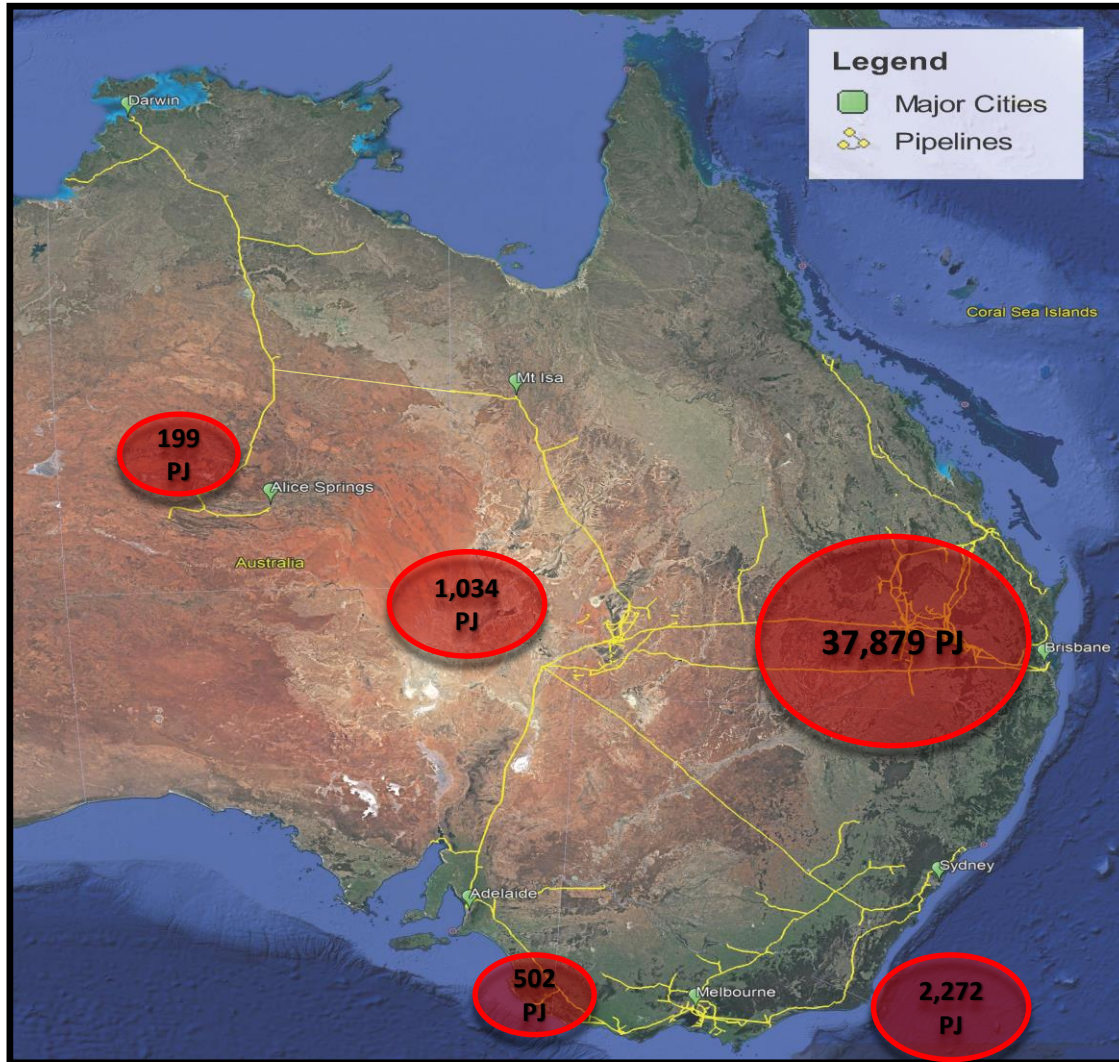 Legend
Major Cities
Pipelines
Darwin
Coral Sea Islands
Mt Isa
199
PJ
Alice Springs
Australia
1,034
PJ
37,879 PJ
Brisbane
Sydney
Adelaide
502
PJ
Melbourne
2,272
PJ